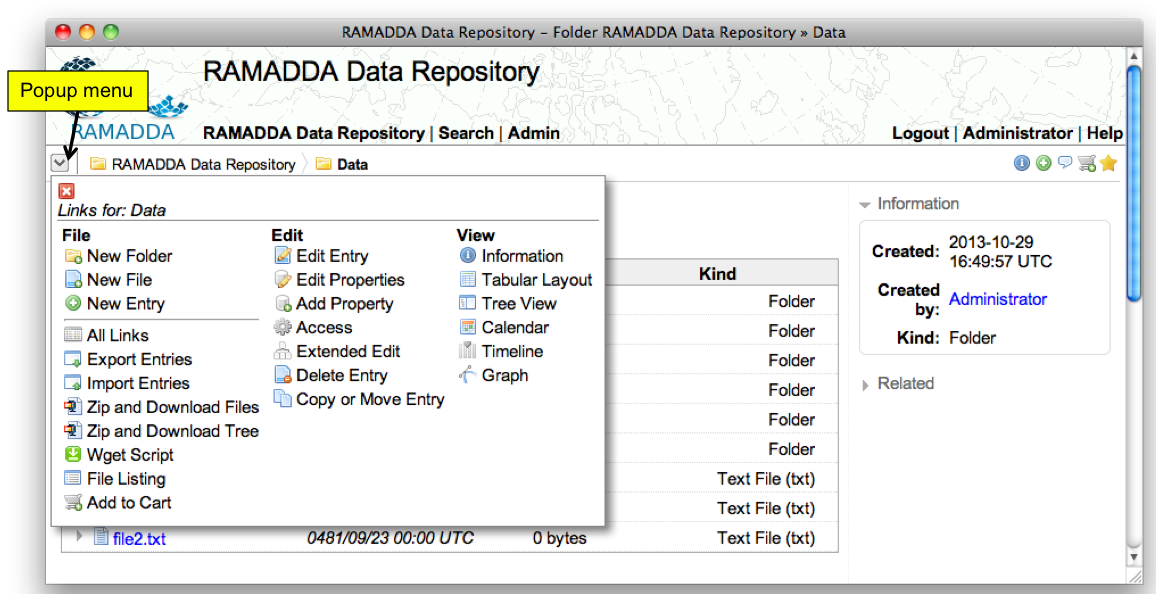 RAMADDA Data Repository – Folder RAMADDA Data Repository » Data
RAMADDA Data Repository
Popup menu
RAMADDA
RAMADDA Data Repository | Search | Admin
Logout | Administrator | Help
RAMADDA Data Repository
Data
Links for: Data
File
New Folder
New File
New Entry
All Links
Export Entries
Import Entries
Zip and Download Files
Zip and Download Tree
Wget Script
File Listing
Add to Cart
Edit
Edit Entry
Edit Properties
Add Property
Access
Extended Edit
Delete Entry
Copy or Move Entry
View
Information
Tabular Layout
Tree View
Calendar
Timeline
Graph
Kind
Folder
Folder
Folder
Folder
Folder
Folder
Text File (txt)
Text File (txt)
file2.txt 0481/09/23 00:00 UTC 0 bytes Text File (txt)
Information
Created: 2013-10-29
16:49:57 UTC
Created
by: Administrator
Kind: Folder
Related